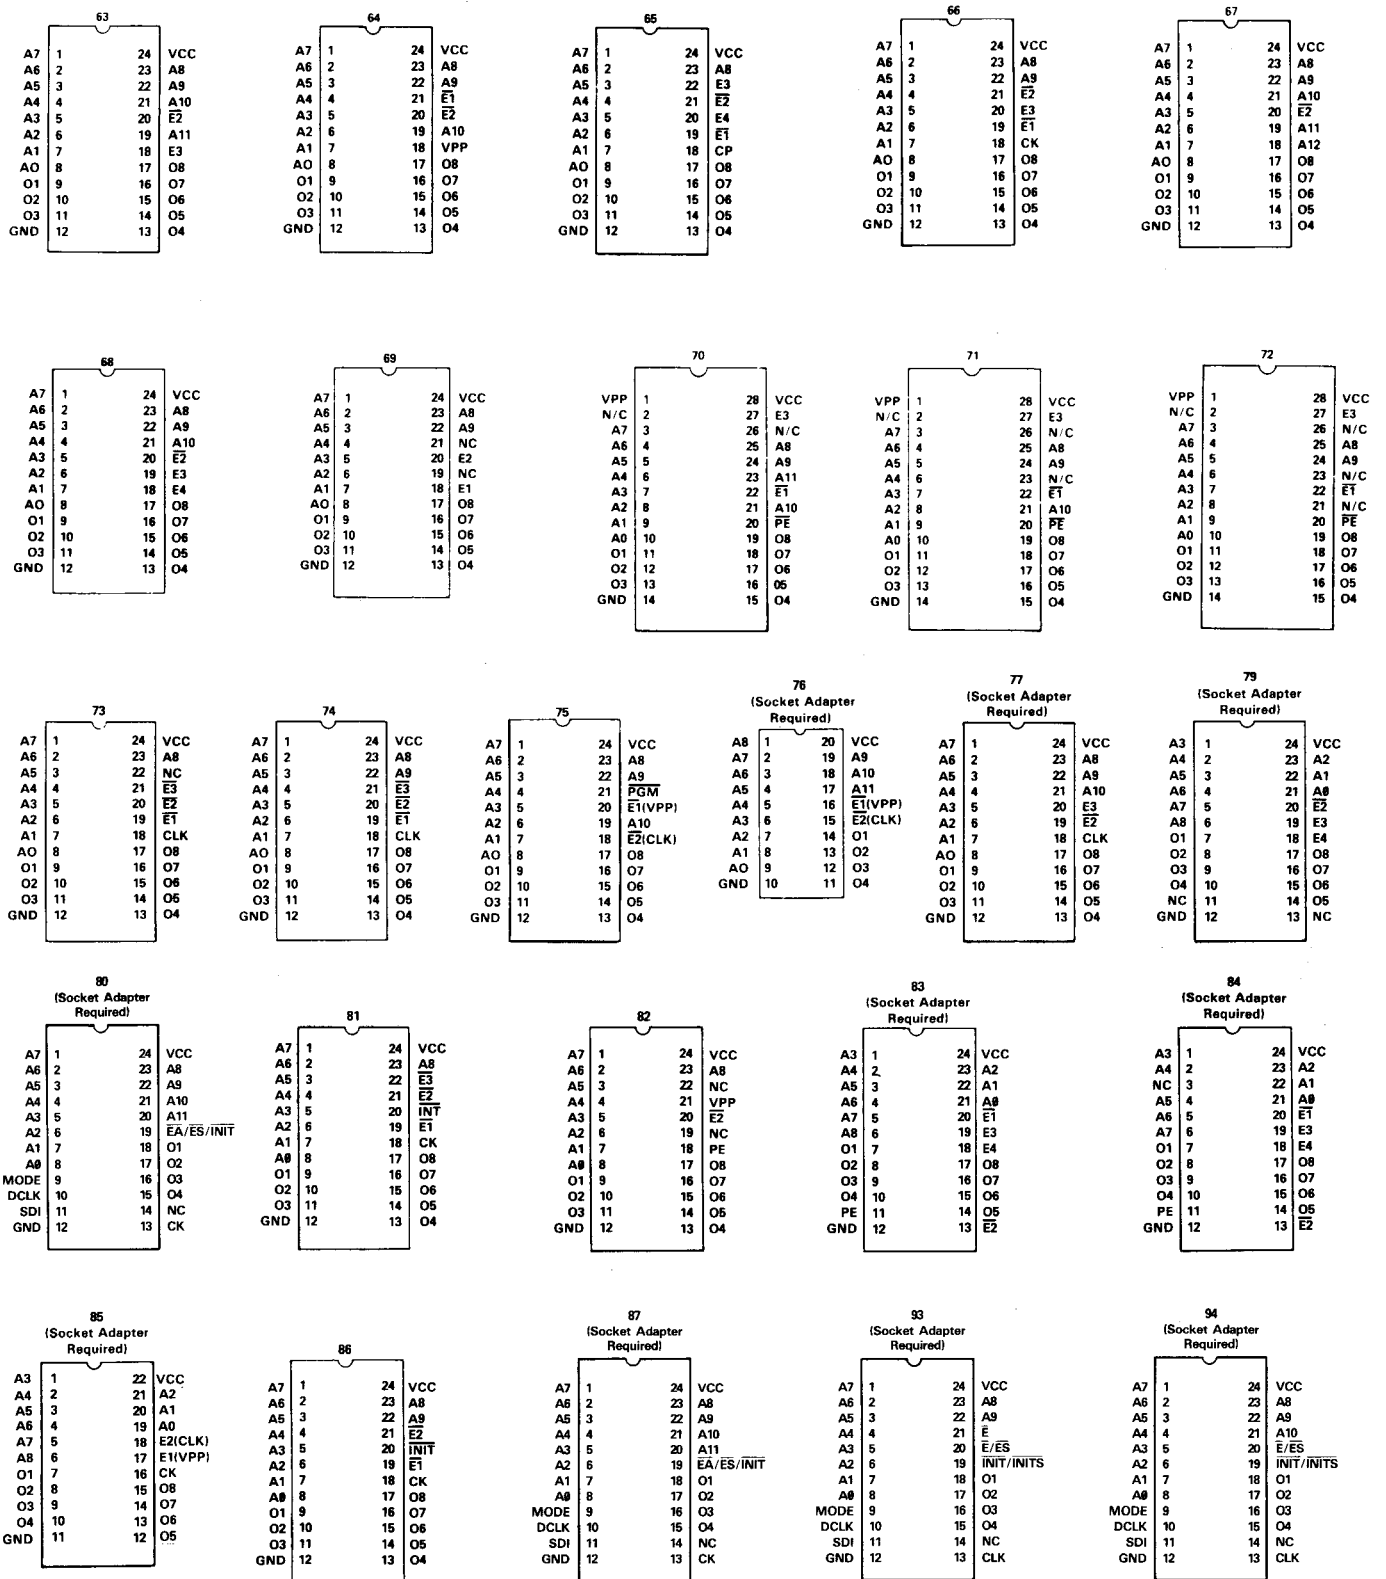 63
A7 1 24 VCC
A6 2 23 A8
A5 3 22 A9
A4 4 21 A10
A3 5 20 E̅2̅
A2 6 19 A11
A1 7 18 E3
AO 8 17 O8
O1 9 16 O7
O2 10 15 O6
O3 11 14 O5
GND 12 13 O4
64
A7 1 24 VCC
A6 2 23 A8
A5 3 22 A9
A4 4 21 E̅1̅
A3 5 20 E̅2̅
A2 6 19 A10
A1 7 18 VPP
AO 8 17 O8
O1 9 16 O7
O2 10 15 O6
O3 11 14 O5
GND 12 13 O4
65
A7 1 24 VCC
A6 2 23 A8
A5 3 22 E3
A4 4 21 E̅2̅
A3 5 20 E4
A2 6 19 E̅1̅
A1 7 18 CP
AO 8 17 O8
O1 9 16 O7
O2 10 15 O6
O3 11 14 O5
GND 12 13 O4
66
A7 1 24 VCC
A6 2 23 A8
A5 3 22 A9
A4 4 21 E̅2̅
A3 5 20 E3
A2 6 19 E̅1̅
A1 7 18 CK
AO 8 17 O8
O1 9 16 O7
O2 10 15 O6
O3 11 14 O5
GND 12 13 O4
67
A7 1 24 VCC
A6 2 23 A8
A5 3 22 A9
A4 4 21 A10
A3 5 20 E̅2̅
A2 6 19 A11
A1 7 18 A12
AO 8 17 O8
O1 9 16 O7
O2 10 15 O6
O3 11 14 O5
GND 12 13 O4
68
A7 1 24 VCC
A6 2 23 A8
A5 3 22 A9
A4 4 21 A10
A3 5 20 E̅2̅
A2 6 19 E3
A1 7 18 E4
AO 8 17 O8
O1 9 16 O7
O2 10 15 O6
O3 11 14 O5
GND 12 13 O4
69
A7 1 24 VCC
A6 2 23 A8
A5 3 22 A9
A4 4 21 NC
A3 5 20 E2
A2 6 19 NC
A1 7 18 E1
AO 8 17 O8
O1 9 16 O7
O2 10 15 O6
O3 11 14 O5
GND 12 13 O4
70
VPP 1 28 VCC
N/C 2 27 E3
A7 3 26 N/C
A6 4 25 A8
A5 5 24 A9
A4 6 23 A11
A3 7 22 E̅1̅
A2 8 21 A10
A1 9 20 P̅E̅
A0 10 19 O8
O1 11 18 O7
O2 12 17 O6
O3 13 16 O5
GND 14 15 O4
71
VPP 1 28 VCC
N/C 2 27 E3
A7 3 26 N/C
A6 4 25 A8
A5 5 24 A9
A4 6 23 N/C
A3 7 22 E̅1̅
A2 8 21 A10
A1 9 20 P̅E̅
A0 10 19 O8
O1 11 18 O7
O2 12 17 O6
O3 13 16 O5
GND 14 15 O4
72
VPP 1 28 VCC
N/C 2 27 E3
A7 3 26 N/C
A6 4 25 A8
A5 5 24 A9
A4 6 23 N/C
A3 7 22 E̅1̅
A2 8 21 N/C
A1 9 20 P̅E̅
A0 10 19 O8
O1 11 18 O7
O2 12 17 O6
O3 13 16 O5
GND 14 15 O4
73
A7 1 24 VCC
A6 2 23 A8
A5 3 22 NC
A4 4 21 E̅3̅
A3 5 20 E̅2̅
A2 6 19 E̅1̅
A1 7 18 CLK
AO 8 17 O8
O1 9 16 O7
O2 10 15 O6
O3 11 14 O5
GND 12 13 O4
74
A7 1 24 VCC
A6 2 23 A8
A5 3 22 A9
A4 4 21 E̅3̅
A3 5 20 E̅2̅
A2 6 19 E̅1̅
A1 7 18 CLK
AO 8 17 O8
O1 9 16 O7
O2 10 15 O6
O3 11 14 O5
GND 12 13 O4
75
A7 1 24 VCC
A6 2 23 A8
A5 3 22 A9
A4 4 21 P̅G̅M̅
A3 5 20 E̅1̅(VPP)
A2 6 19 A10
A1 7 18 E̅2̅(CLK)
AO 8 17 O8
O1 9 16 O7
O2 10 15 O6
O3 11 14 O5
GND 12 13 O4
76
(Socket Adapter
Required)
A8 1 20 VCC
A7 2 19 A9
A6 3 18 A10
A5 4 17 A11
A4 5 16 E̅1̅(VPP)
A3 6 15 E̅2̅(CLK)
A2 7 14 O1
A1 8 13 O2
AO 9 12 O3
GND 10 11 O4
77
(Socket Adapter
Required)
A7 1 24 VCC
A6 2 23 A8
A5 3 22 A9
A4 4 21 A10
A3 5 20 E3
A2 6 19 E̅2̅
A1 7 18 CLK
AO 8 17 O8
O1 9 16 O7
O2 10 15 O6
O3 11 14 O5
GND 12 13 O4
79
(Socket Adapter
Required)
A3 1 24 VCC
A4 2 23 A2
A5 3 22 A1
A6 4 21 A0
A7 5 20 E̅2̅
A8 6 19 E3
O1 7 18 E4
O2 8 17 O8
O3 9 16 O7
O4 10 15 O6
NC 11 14 O5
GND 12 13 NC
80
(Socket Adapter
Required)
A7 1 24 VCC
A6 2 23 A8
A5 3 22 A9
A4 4 21 A10
A3 5 20 A11
A2 6 19 E̅A̅/E̅S̅/I̅N̅I̅T̅
A1 7 18 O1
A0 8 17 O2
MODE 9 16 O3
DCLK 10 15 O4
SDI 11 14 NC
GND 12 13 CK
81
A7 1 24 VCC
A6 2 23 A8
A5 3 22 E̅3̅
A4 4 21 E̅2̅
A3 5 20 I̅N̅T̅
A2 6 19 E̅1̅
A1 7 18 CK
A0 8 17 O8
O1 9 16 O7
O2 10 15 O6
O3 11 14 O5
GND 12 13 O4
82
A7 1 24 VCC
A6 2 23 A8
A5 3 22 NC
A4 4 21 VPP
A3 5 20 E̅2̅
A2 6 19 NC
A1 7 18 PE
A0 8 17 O8
O1 9 16 O7
O2 10 15 O6
O3 11 14 O5
GND 12 13 O4
83
(Socket Adapter
Required)
A3 1 24 VCC
A4 2 23 A2
A5 3 22 A1
A6 4 21 A0
A7 5 20 E̅1̅
A8 6 19 E3
O1 7 18 E4
O2 8 17 O8
O3 9 16 O7
O4 10 15 O6
PE 11 14 O5
GND 12 13 E̅2̅
84
(Socket Adapter
Required)
A3 1 24 VCC
A4 2 23 A2
NC 3 22 A1
A5 4 21 A0
A6 5 20 E̅1̅
A7 6 19 E3
O1 7 18 E4
O2 8 17 O8
O3 9 16 O7
O4 10 15 O6
PE 11 14 O5
GND 12 13 E̅2̅
85
(Socket Adapter
Required)
A3 1 22 VCC
A4 2 21 A2
A5 3 20 A1
A6 4 19 A0
A7 5 18 E2(CLK)
A8 6 17 E1(VPP)
O1 7 16 CK
O2 8 15 O8
O3 9 14 O7
O4 10 13 O6
GND 11 12 O5
86
A7 1 24 VCC
A6 2 23 A8
A5 3 22 A9
A4 4 21 E̅2̅
A3 5 20 I̅N̅I̅T̅
A2 6 19 E̅1̅
A1 7 18 CK
A0 8 17 O8
O1 9 16 O7
O2 10 15 O6
O3 11 14 O5
GND 12 13 O4
87
(Socket Adapter
Required)
A7 1 24 VCC
A6 2 23 A8
A5 3 22 A9
A4 4 21 A10
A3 5 20 A11
A2 6 19 E̅A̅/E̅S̅/I̅N̅I̅T̅
A1 7 18 O1
A0 8 17 O2
MODE 9 16 O3
DCLK 10 15 O4
SDI 11 14 NC
GND 12 13 CK
93
(Socket Adapter
Required)
A7 1 24 VCC
A6 2 23 A8
A5 3 22 A9
A4 4 21 E̅
A3 5 20 E̅/E̅S̅
A2 6 19 I̅N̅I̅T̅/I̅N̅I̅T̅S̅
A1 7 18 O1
A0 8 17 O2
MODE 9 16 O3
DCLK 10 15 O4
SDI 11 14 NC
GND 12 13 CLK
94
(Socket Adapter
Required)
A7 1 24 VCC
A6 2 23 A8
A5 3 22 A9
A4 4 21 A10
A3 5 20 E̅/E̅S̅
A2 6 19 I̅N̅I̅T̅/I̅N̅I̅T̅S̅
A1 7 18 O1
A0 8 17 O2
MODE 9 16 O3
DCLK 10 15 O4
SDI 11 14 NC
GND 12 13 CLK